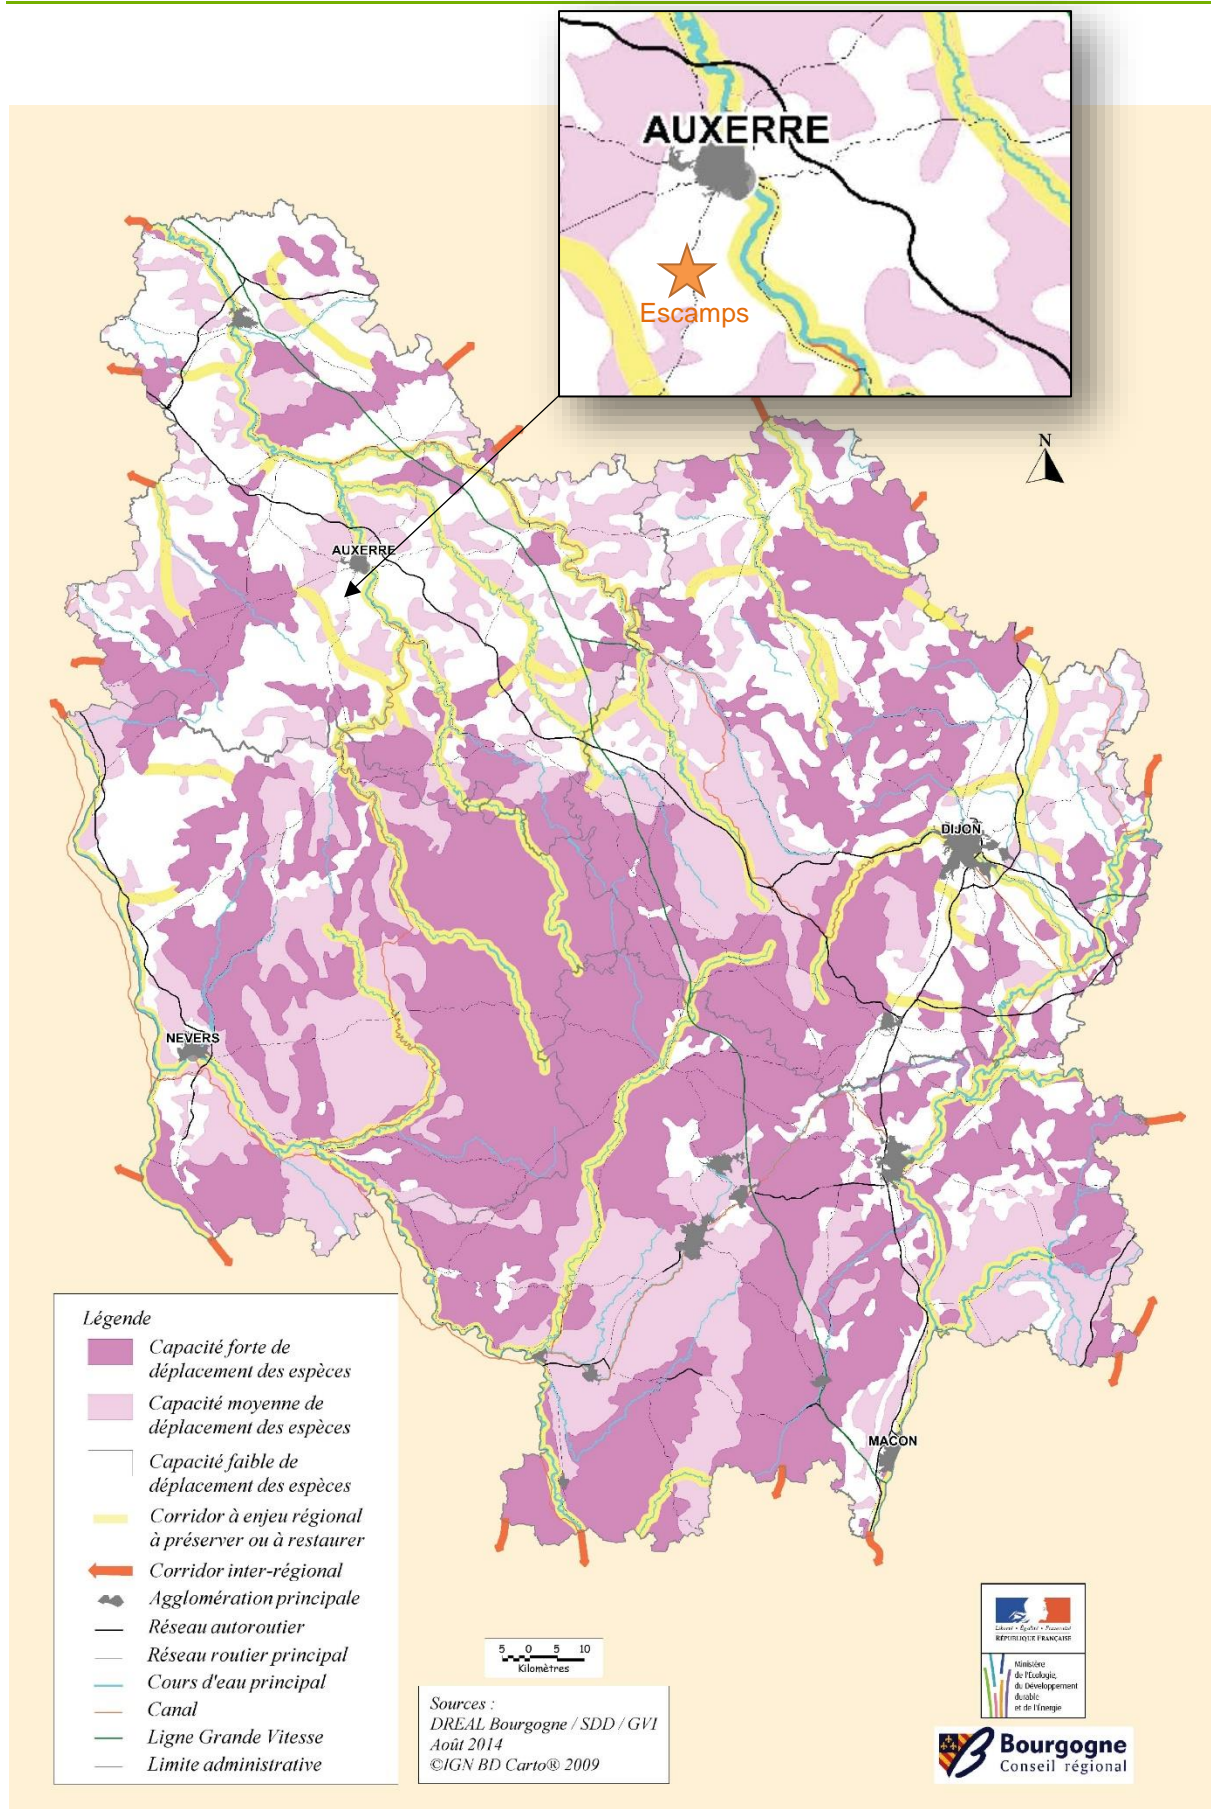 AUXERRE
Escamps
N
AUXERRE
DIJON
NEVERS
MACON
Légende
Capacité forte de
déplacement des espèces
Capacité moyenne de
déplacement des espèces
Capacité faible de
déplacement des espèces
Corridor à enjeu régional
à préserver ou à restaurer
Corridor inter-régional
Agglomération principale
Réseau autoroutier
Réseau routier principal
Cours d'eau principal
Canal
Ligne Grande Vitesse
Limite administrative
5 0 5 10
Kilomètres
Sources :
DREAL Bourgogne / SDD / GVI
Août 2014
©IGN BD Carto® 2009
Liberté • Égalité • Fraternité
RÉPUBLIQUE FRANÇAISE
Ministère
de l'Ecologie,
du Développement
durable
et de l'Énergie
Bourgogne
Conseil régional